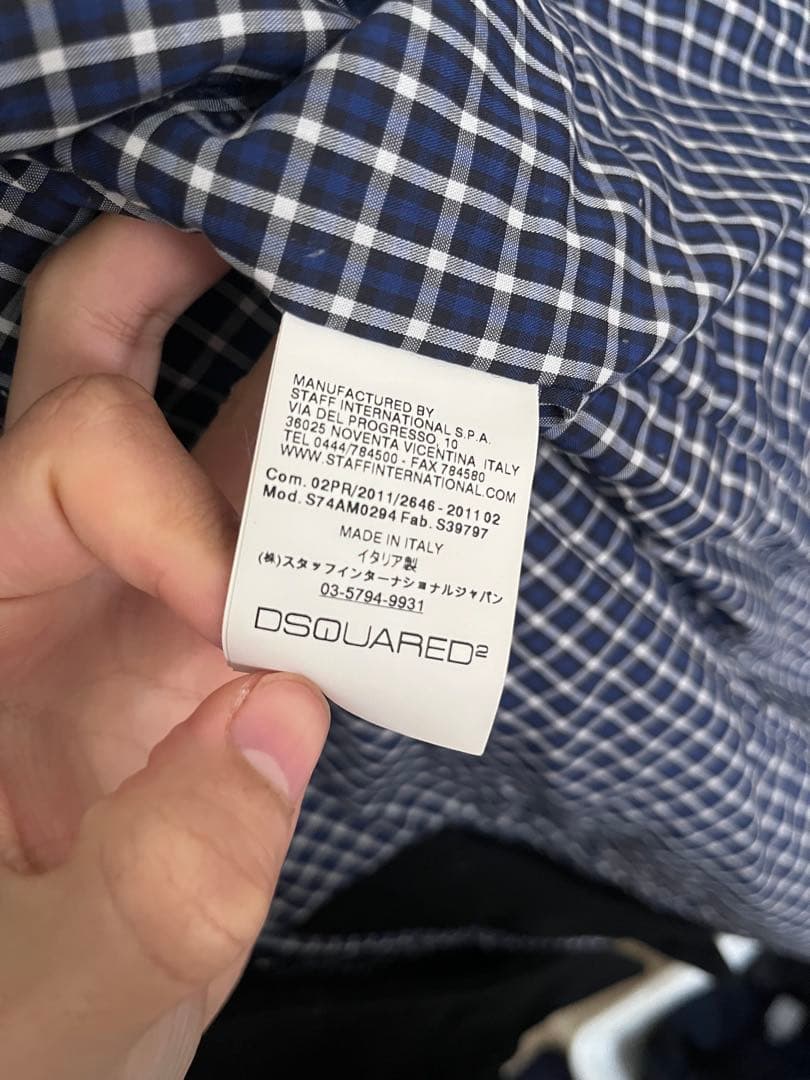 MANUFACTURED BY
STAFF INTERNATIONAL S.P.A.
VIA DEL PROGRESSO, 10
36025 NOVENTA VICENTINA ITALY
TEL 0444/784500 - FAX 784580
WWW.STAFFINTERNATIONAL.COM
Com. 02PR/2011/2646 - 2011 02
Mod. S74AM0294 Fab. S39797
MADE IN ITALY
イタリア製
(株)スタッフインターナショナルジャパン
03-5794-9931
DSQUARED²